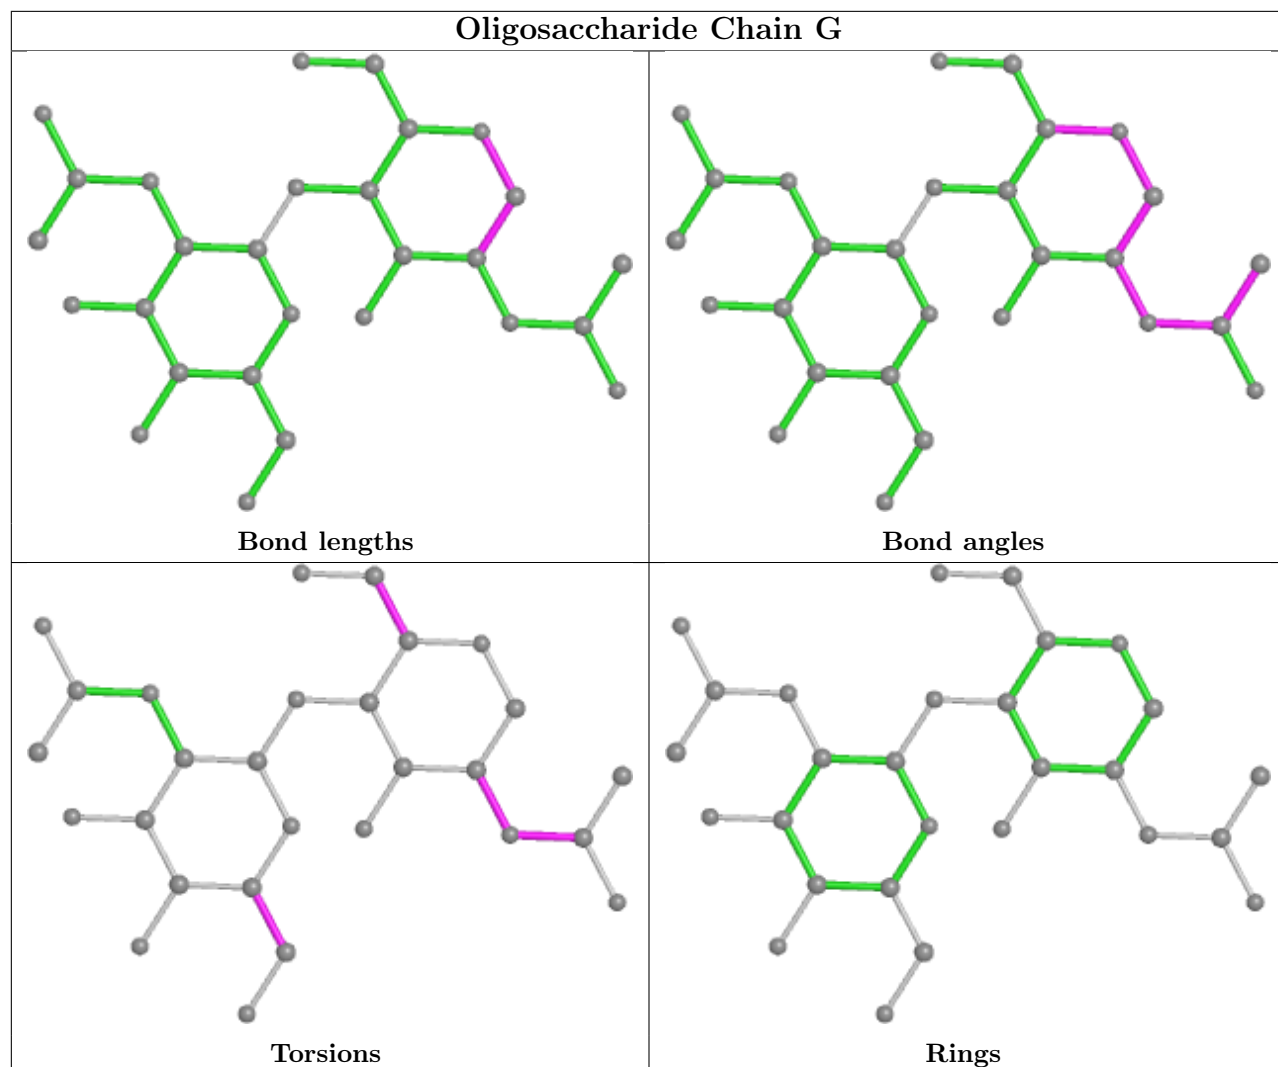 Oligosaccharide Chain G
Bond lengths
Bond angles
Torsions
Rings